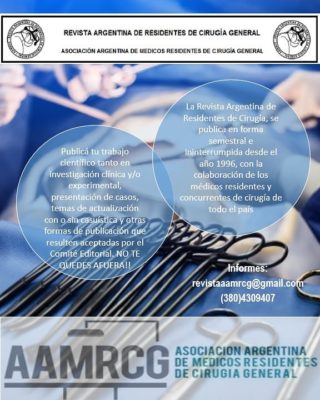 REVISTA ARGENTINA DE RESIDENTES DE CIRUGÍA GENERAL
ASOCIACIÓN ARGENTINA DE MEDICOS RESIDENTES DE CIRUGÍA GENERAL
La Revista Argentina de
Residentes de Cirugía, se
publica en forma
semestral e
Ininterrumpida desde el
año 1996, con la
colaboración de los
médicos residentes y
concurrentes de cirugía de
todo el país
Publicá tu trabajo
científico tanto en
investigación clínica y/o
experimental,
presentación de casos,
temas de actualización
con o sin casuística y otras
formas de publicación que
resulten aceptadas por el
Comité Editorial, NO TE
QUEDES AFUERA!!
Informes:
revistaaamrcg@gmail.com
(380)4309407
AAMRCG
ASOCIACION ARGENTINA
DE MEDICOS RESIDENTES
DE CIRUGIA GENERAL